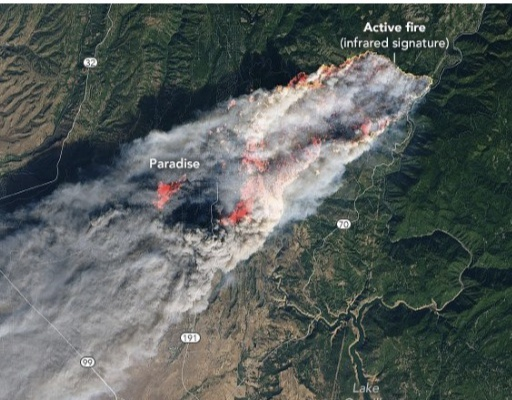 Active fire
(infrared signature)
32
Paradise
70
191
99
Lake